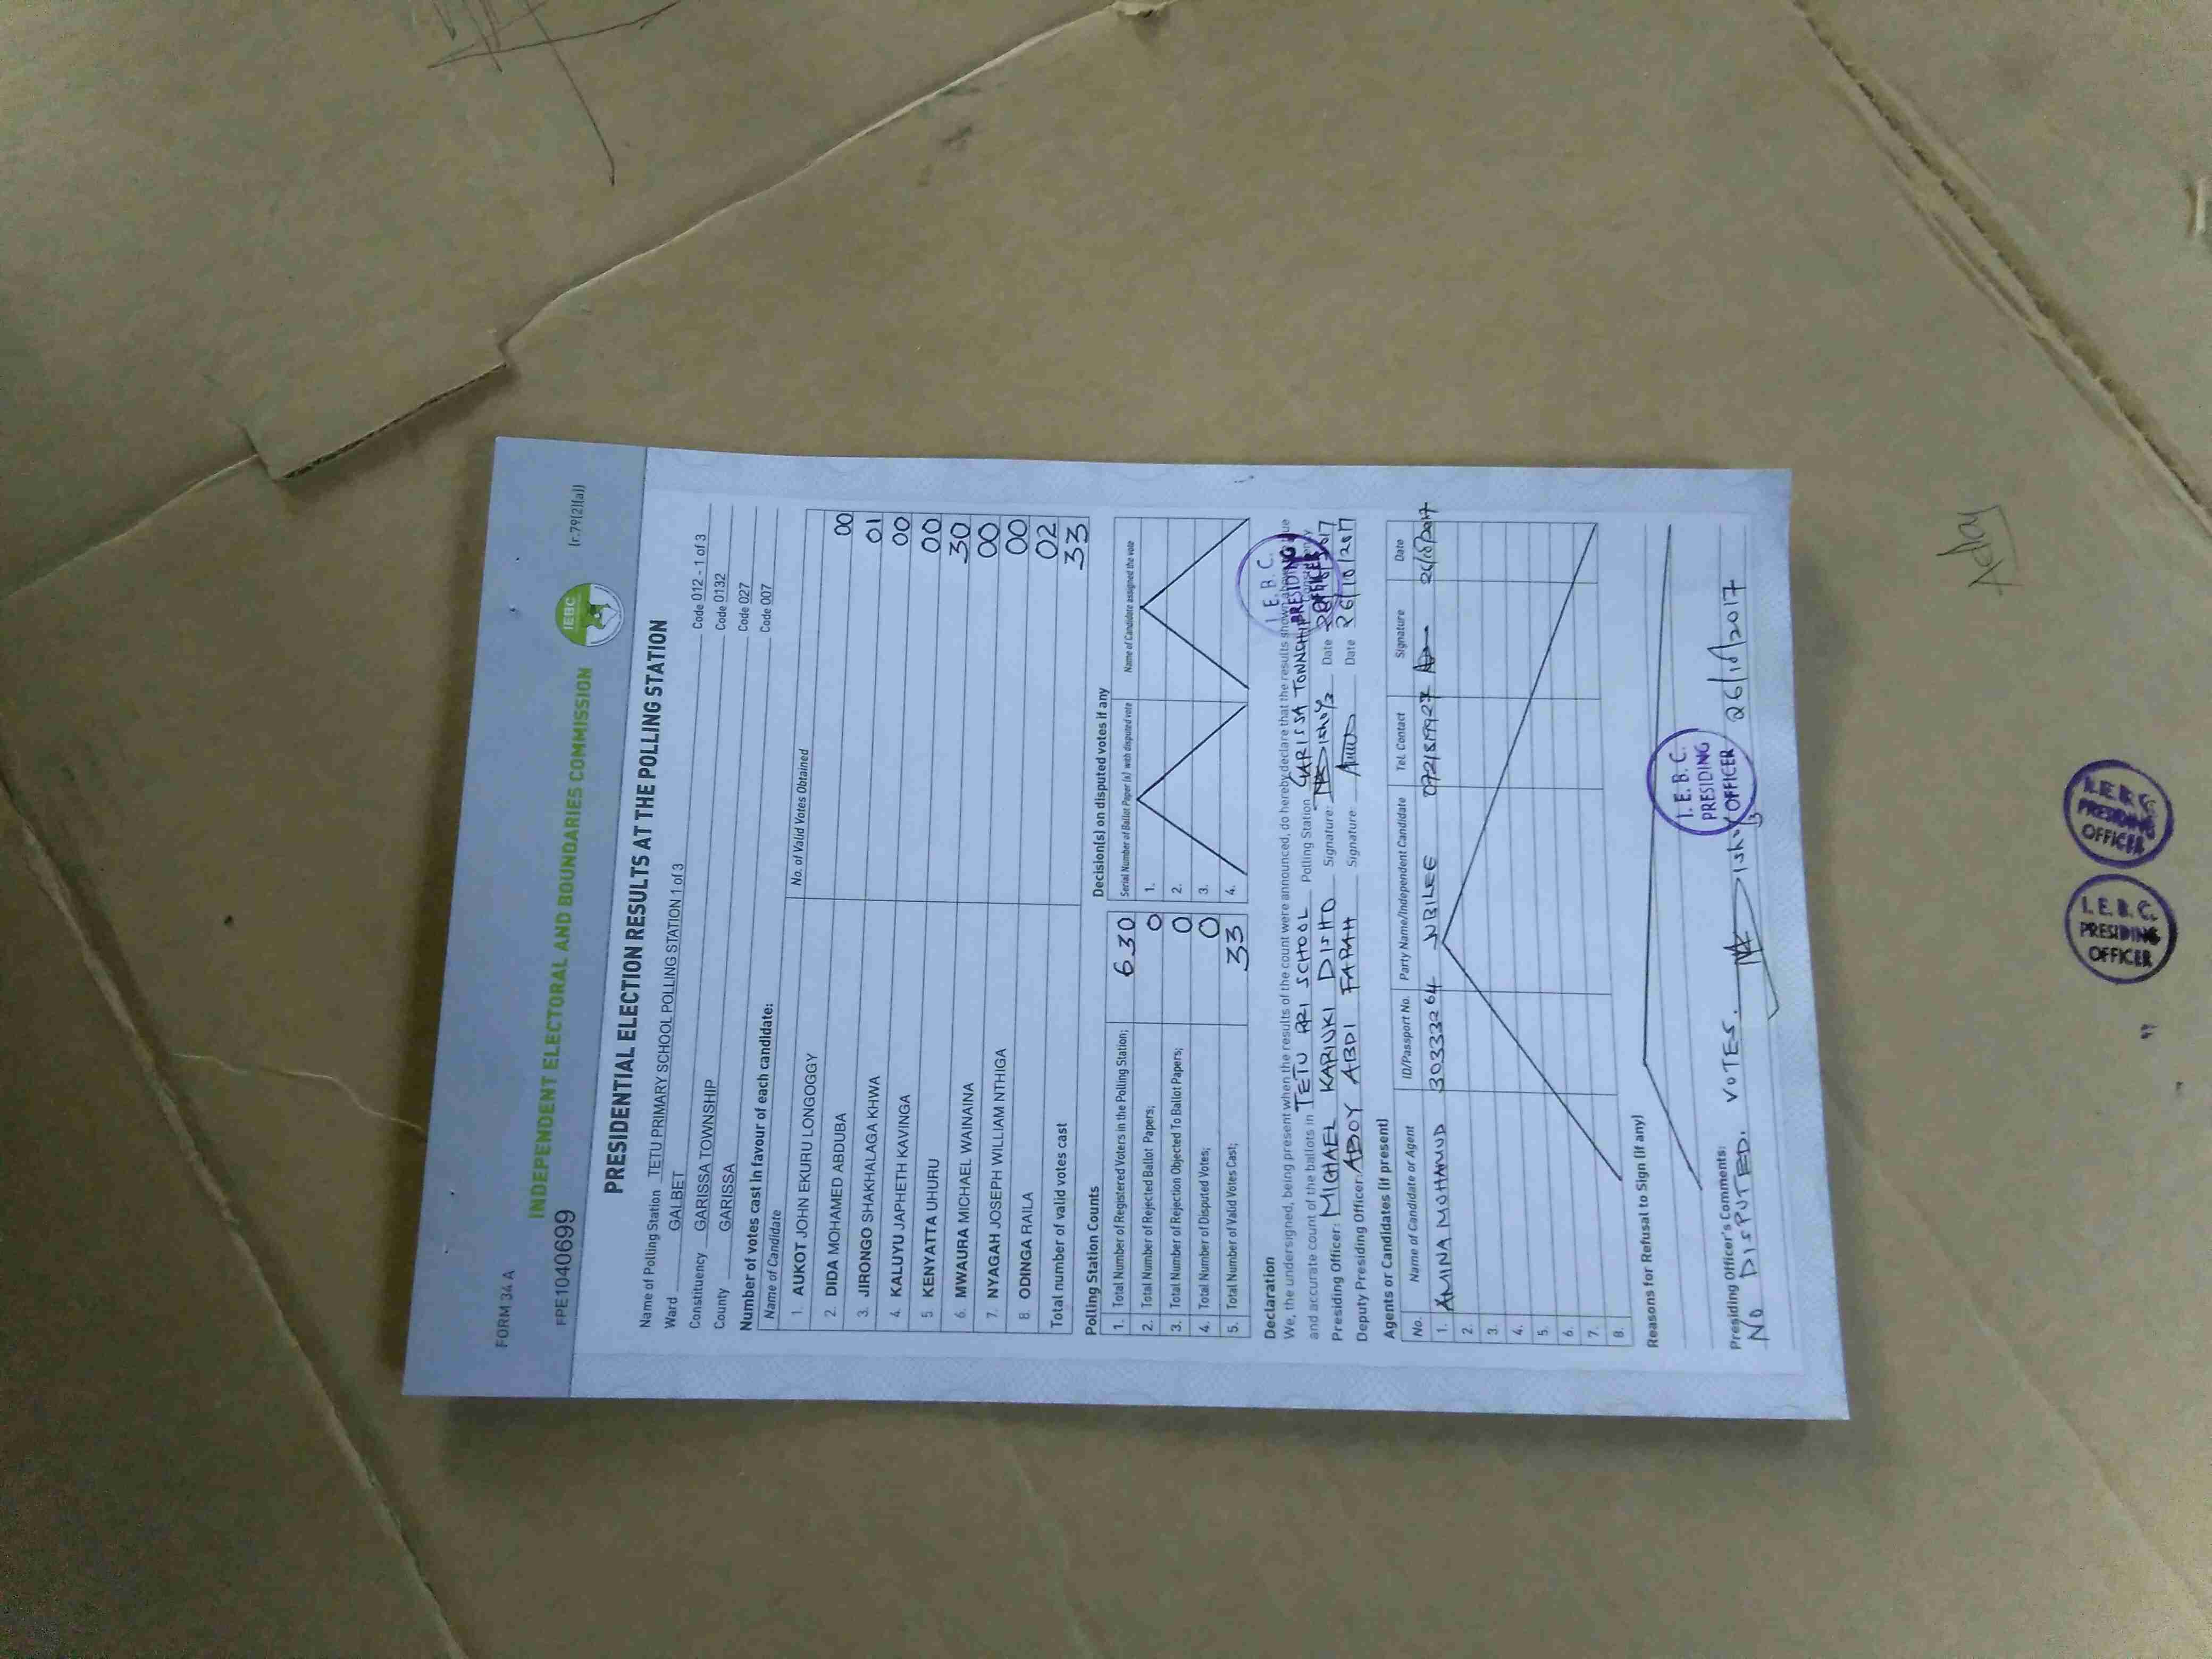 FORM 34 A
(r.79(2)(a))
INDEPENDENT ELECTORAL AND BOUNDARIES COMMISSION
IEBC
FPE1040699
PRESIDENTIAL ELECTION RESULTS AT THE POLLING STATION
Name of Polling Station TETU PRIMARY SCHOOL POLLING STATION 1 of 3 Code 012 - 1 of 3
Ward GALBET Code 0132
Constituency GARISSA TOWNSHIP Code 027
County GARISSA Code 007
Number of votes cast in favour of each candidate:
Name of Candidate No. of Valid Votes Obtained
1. AUKOT JOHN EKURU LONGOGGY 00
2. DIDA MOHAMED ABDUBA 01
3. JIRONGO SHAKHALAGA KHWA 00
4. KALUYU JAPHETH KAVINGA 00
5 KENYATTA UHURU 30
6. MWAURA MICHAEL WAINAINA 00
7. NYAGAH JOSEPH WILLIAM NTHIGA 00
8 ODINGA RAILA 02
Total number of valid votes cast 33
Polling Station Counts
1. Total Number of Registered Voters in the Polling Station; 630
2. Total Number of Rejected Ballot Papers; 0
3. Total Number of Rejection Objected To Ballot Papers; 0
4. Total Number of Disputed Votes; 0
5. Total Number of Valid Votes Cast; 33
Decision(s) on disputed votes if any
Serial Number of Ballot Paper (s) with disputed vote Name of Candidate assigned the vote
1.
2.
3.
4.
Declaration
We, the undersigned, being present when the results of the count were announced, do hereby declare that the results shown
and accurate count of the ballots in TETU PRI SCHOOL Polling Station GARISSA TOWNSHIP
Presiding Officer: MICHAEL KARIUKI DISHO Signature: Date
Deputy Presiding Officer: ABOY ABDI FARAH Signature: Date 26/10/2017
I.E.B.C.
PRESIDING
OFFICER
Agents or Candidates (if present)
No. Name of Candidate or Agent ID/Passport No. Party Name/Independent Candidate Tel. Contact Signature Date
1. AMINA MOHAMUD 30333264 JUBILEE 26/10/2017
2.
3.
4.
5.
6.
7.
8.
Reasons for Refusal to Sign (if any)
Presiding Officer's Comments:
NO DISPUTED. VOTES. 26/10/2017
I.E.B.C.
PRESIDING
OFFICER
I.E.B.C.
PRESIDING
OFFICER
I.E.B.C.
PRESIDING
OFFICER